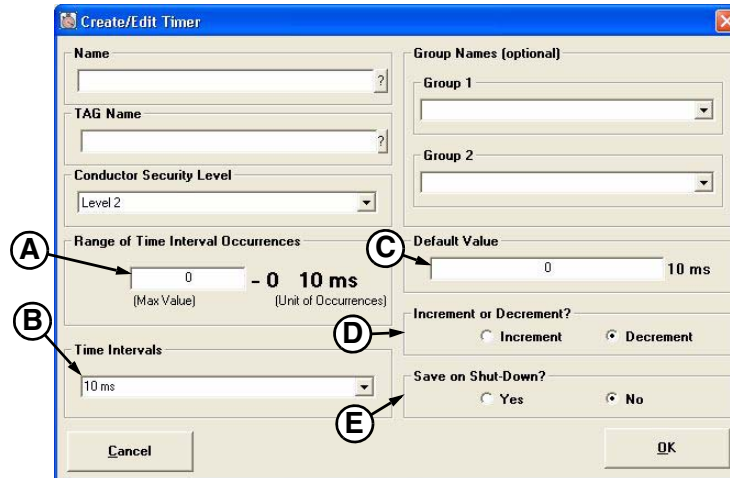 Create/Edit Timer
Name
?
TAG Name
?
Conductor Security Level
Level 2
A
Range of Time Interval Occurrences
0 - 0 10 ms
(Max Value) (Unit of Occurrences)
B
Time Intervals
10 ms
Cancel
Group Names (optional)
Group 1
Group 2
C
Default Value
0 10 ms
D
Increment or Decrement?
Increment Decrement
E
Save on Shut-Down?
Yes No
OK